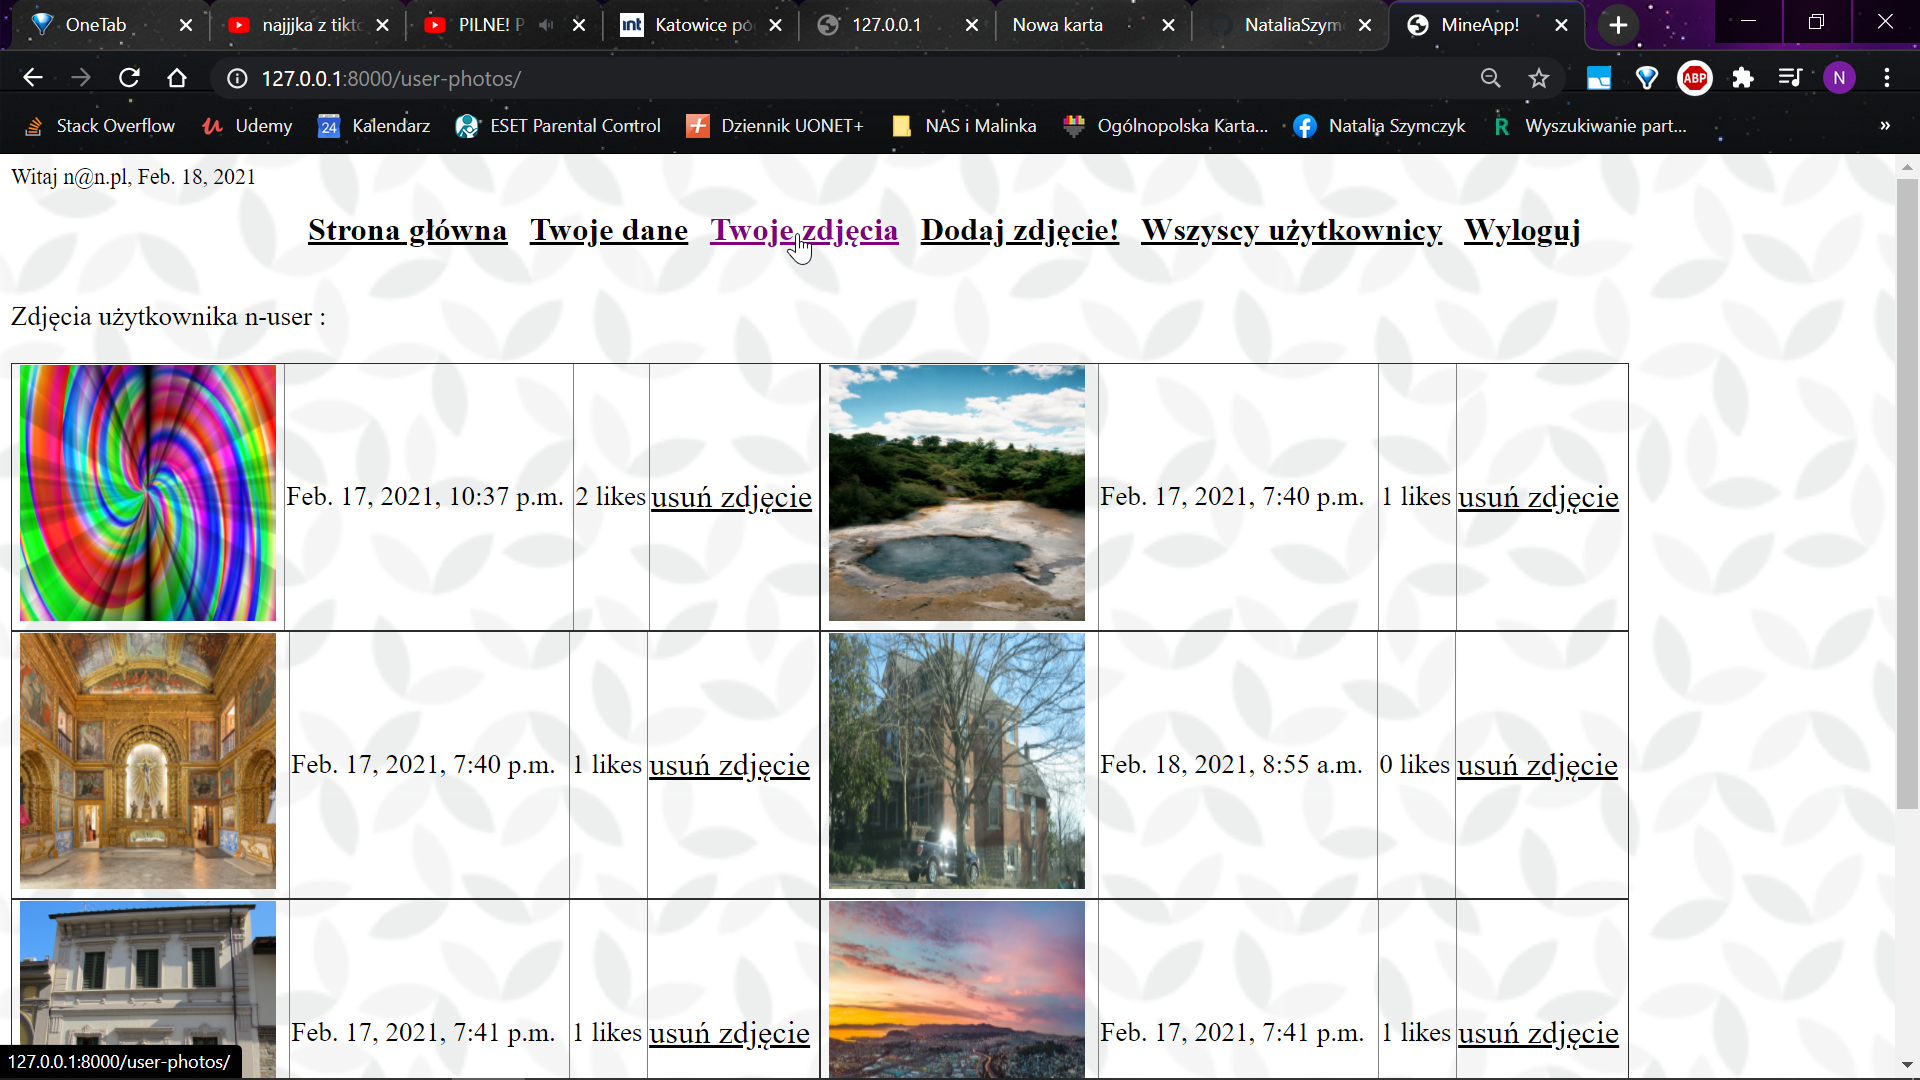 OneTab
najjjka z tikt
PILNE! P
int Katowice po
127.0.0.1
Nowa karta
NataliaSzym
MineApp!
127.0.0.1:8000/user-photos/
ABP
N
Stack Overflow
Udemy
24 Kalendarz
ESET Parental Control
Dziennik UONET+
NAS i Malinka
Ogólnopolska Karta...
Natalia Szymczyk
R Wyszukiwanie part...
»
Witaj n@n.pl, Feb. 18, 2021
Strona główna Twoje dane Twoje zdjęcia Dodaj zdjęcie! Wszyscy użytkownicy Wyloguj
Zdjęcia użytkownika n-user :
Feb. 17, 2021, 10:37 p.m. 2 likes usuń zdjęcie
Feb. 17, 2021, 7:40 p.m. 1 likes usuń zdjęcie
Feb. 17, 2021, 7:40 p.m. 1 likes usuń zdjęcie
Feb. 18, 2021, 8:55 a.m. 0 likes usuń zdjęcie
Feb. 17, 2021, 7:41 p.m. 1 likes usuń zdjęcie
Feb. 17, 2021, 7:41 p.m. 1 likes usuń zdjęcie
127.0.0.1:8000/user-photos/